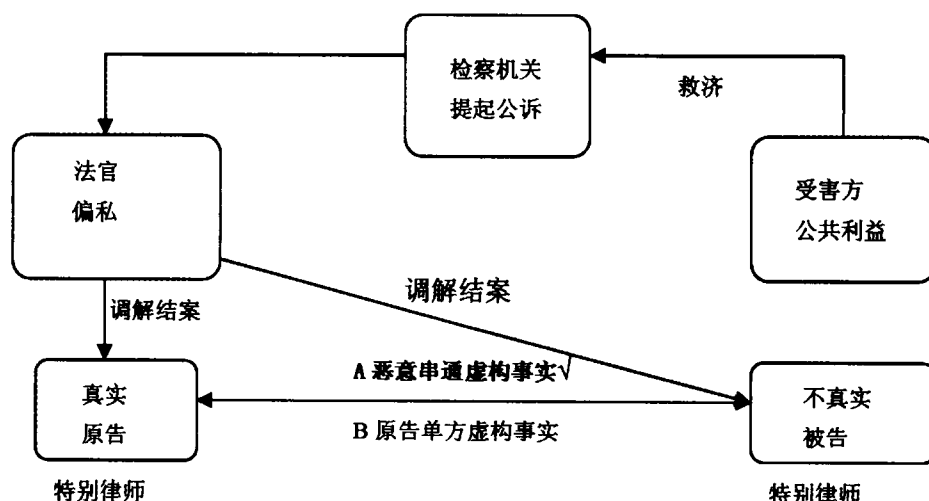 检察机关
提起公诉
救济
法官
偏私
受害方
公共利益
调解结案
调解结案
A 恶意串通虚构事实√
真实
原告
不真实
被告
B 原告单方虚构事实
特别律师
特别律师